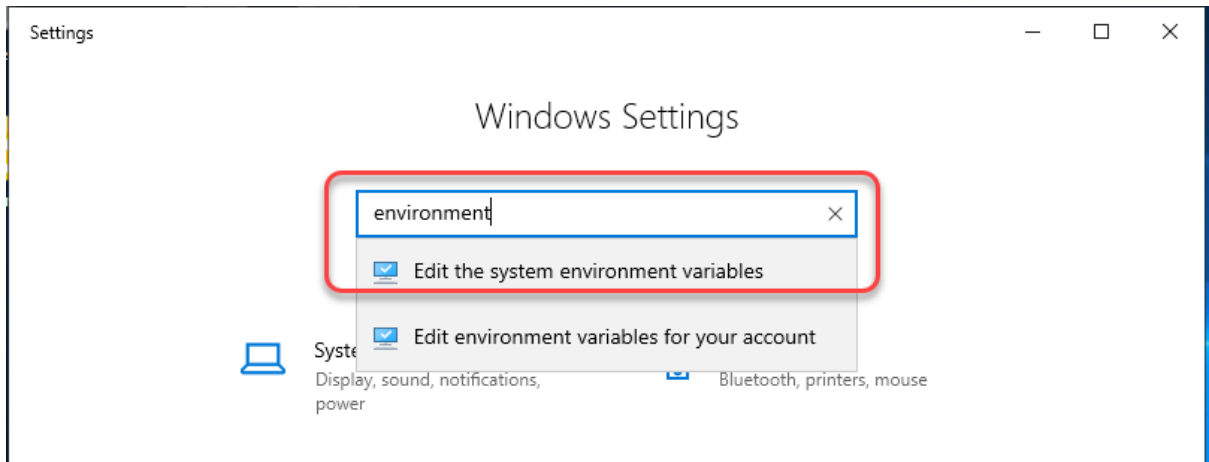 Settings
Windows Settings
environment
Edit the system environment variables
Edit environment variables for your account
Syste
Display, sound, notifications,
power
Bluetooth, printers, mouse